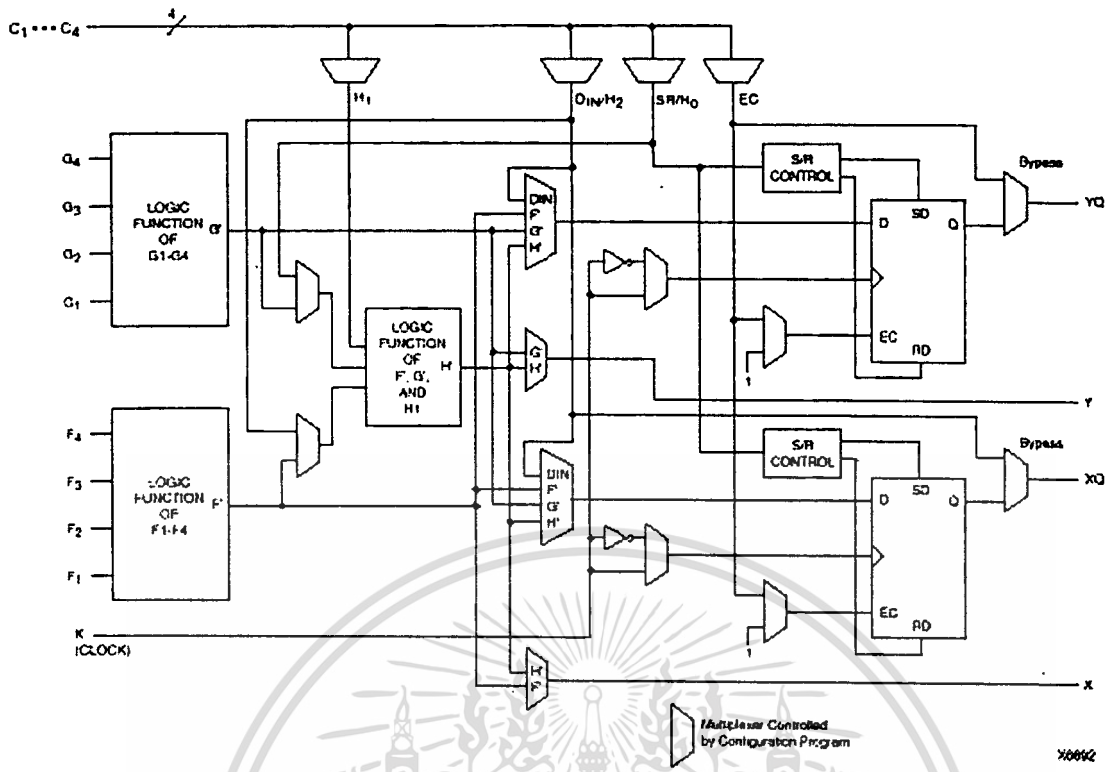 C1 ••• C4
4
H1
DIN/H2
SR/H0
EC
G4
G3
G2
G1
LOGIC
FUNCTION
OF
G1-G4
G'
DIN
F'
G'
H'
S/R
CONTROL
Bypass
YQ
SD
D
Q
EC
RD
1
LOGIC
FUNCTION
OF
F', G',
AND
H1
H'
G'
H'
Y
F4
F3
F2
F1
LOGIC
FUNCTION
OF
F1-F4
F'
DIN
F'
G'
H'
S/R
CONTROL
Bypass
XQ
SD
D
Q
EC
RD
1
K
(CLOCK)
H'
F'
X
Multiplexer Controlled
by Configuration Program
X6692